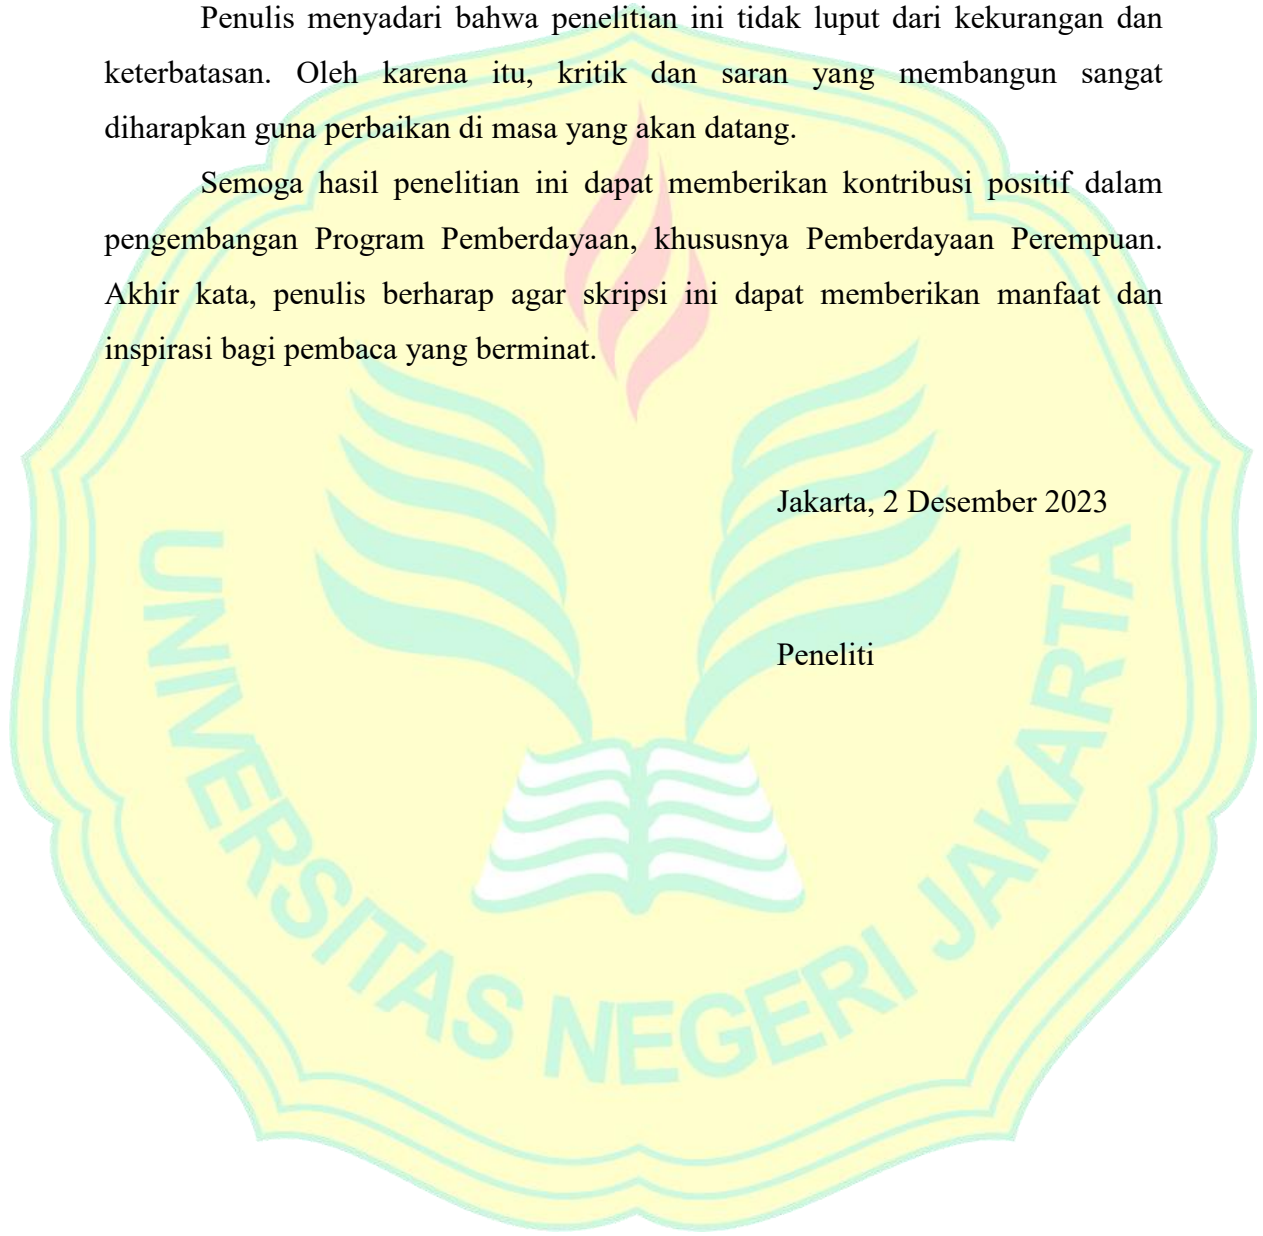 Penulis menyadari bahwa penelitian ini tidak luput dari kekurangan dan
keterbatasan. Oleh karena itu, kritik dan saran yang membangun sangat
diharapkan guna perbaikan di masa yang akan datang.
Semoga hasil penelitian ini dapat memberikan kontribusi positif dalam
pengembangan Program Pemberdayaan, khususnya Pemberdayaan Perempuan.
Akhir kata, penulis berharap agar skripsi ini dapat memberikan manfaat dan
inspirasi bagi pembaca yang berminat.
Jakarta, 2 Desember 2023
Peneliti
UNIVERSITAS NEGERI JAKARTA